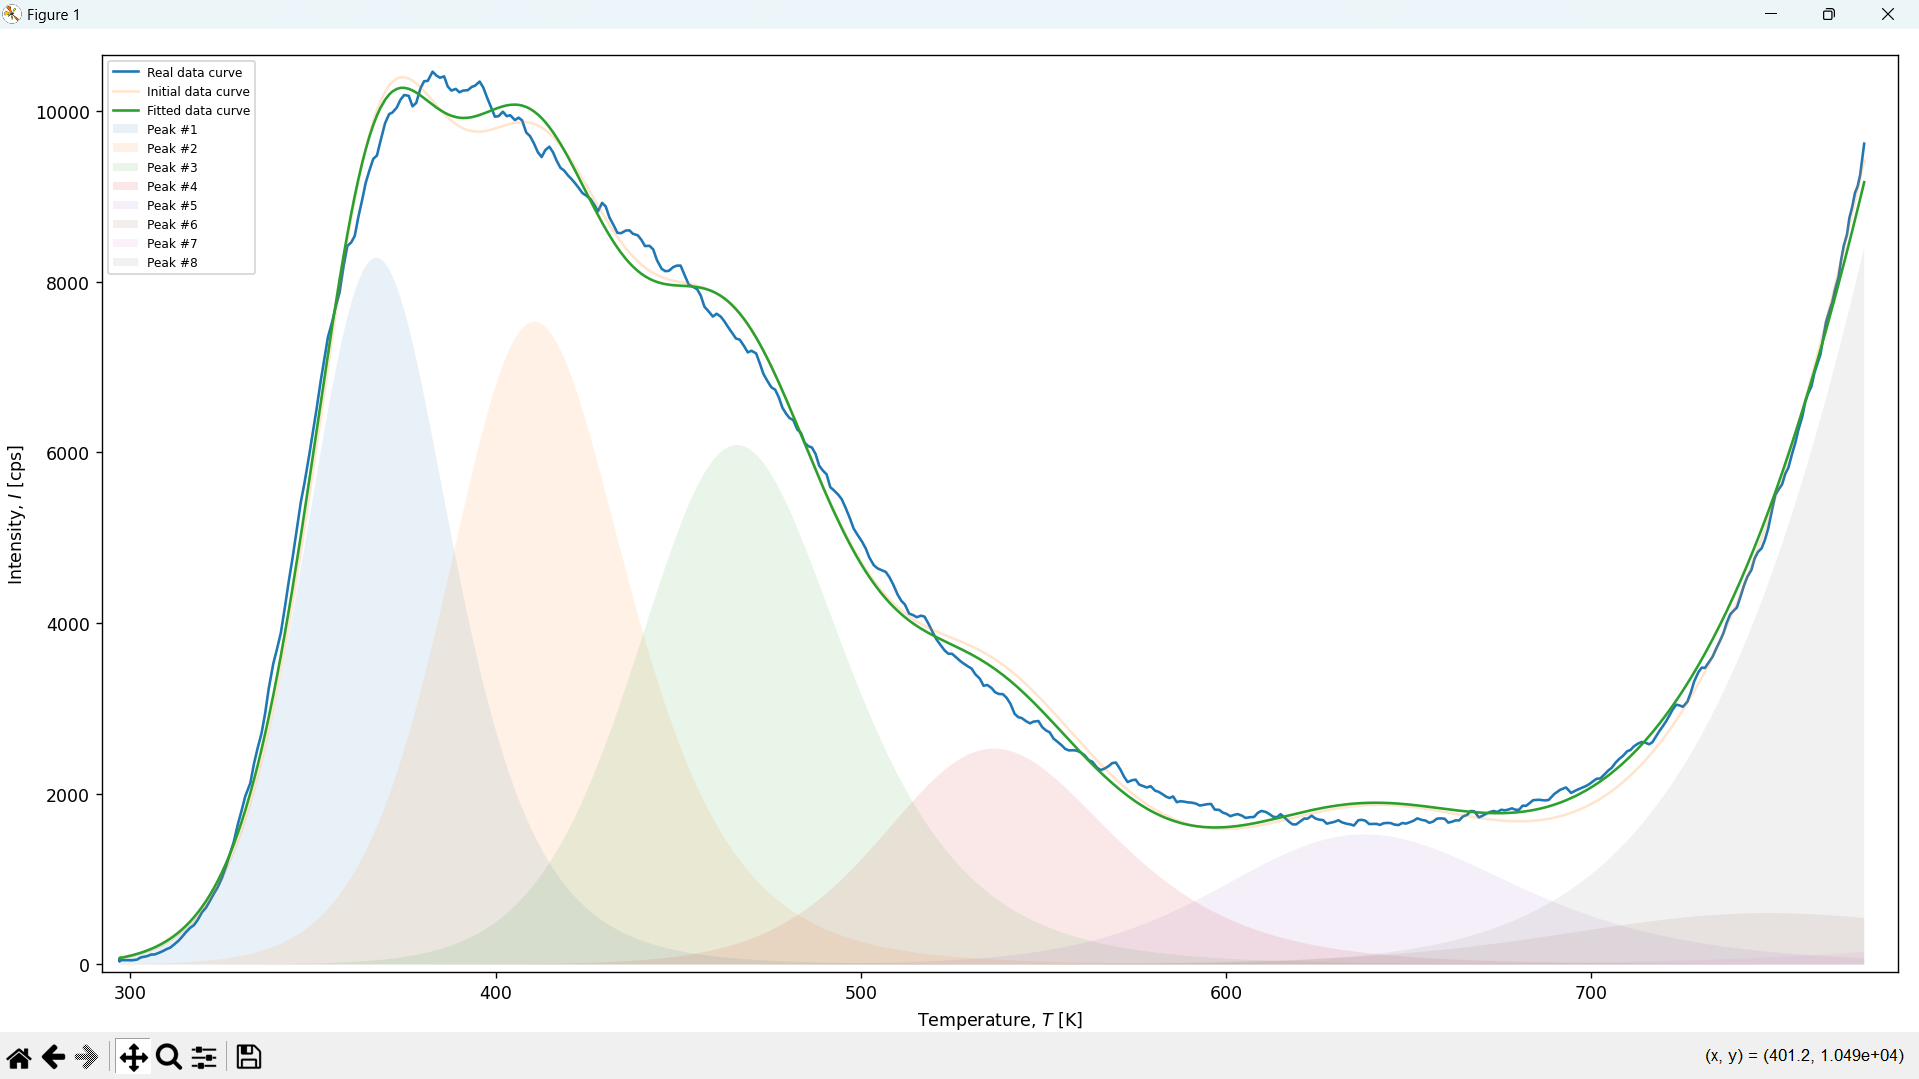 Figure 1
Real data curve
Initial data curve
Fitted data curve
Peak #1
Peak #2
Peak #3
Peak #4
Peak #5
Peak #6
Peak #7
Peak #8
10000
8000
6000
4000
2000
0
Intensity, I [cps]
300 400 500 600 700
Temperature, T [K]
(x, y) = (401.2, 1.049e+04)